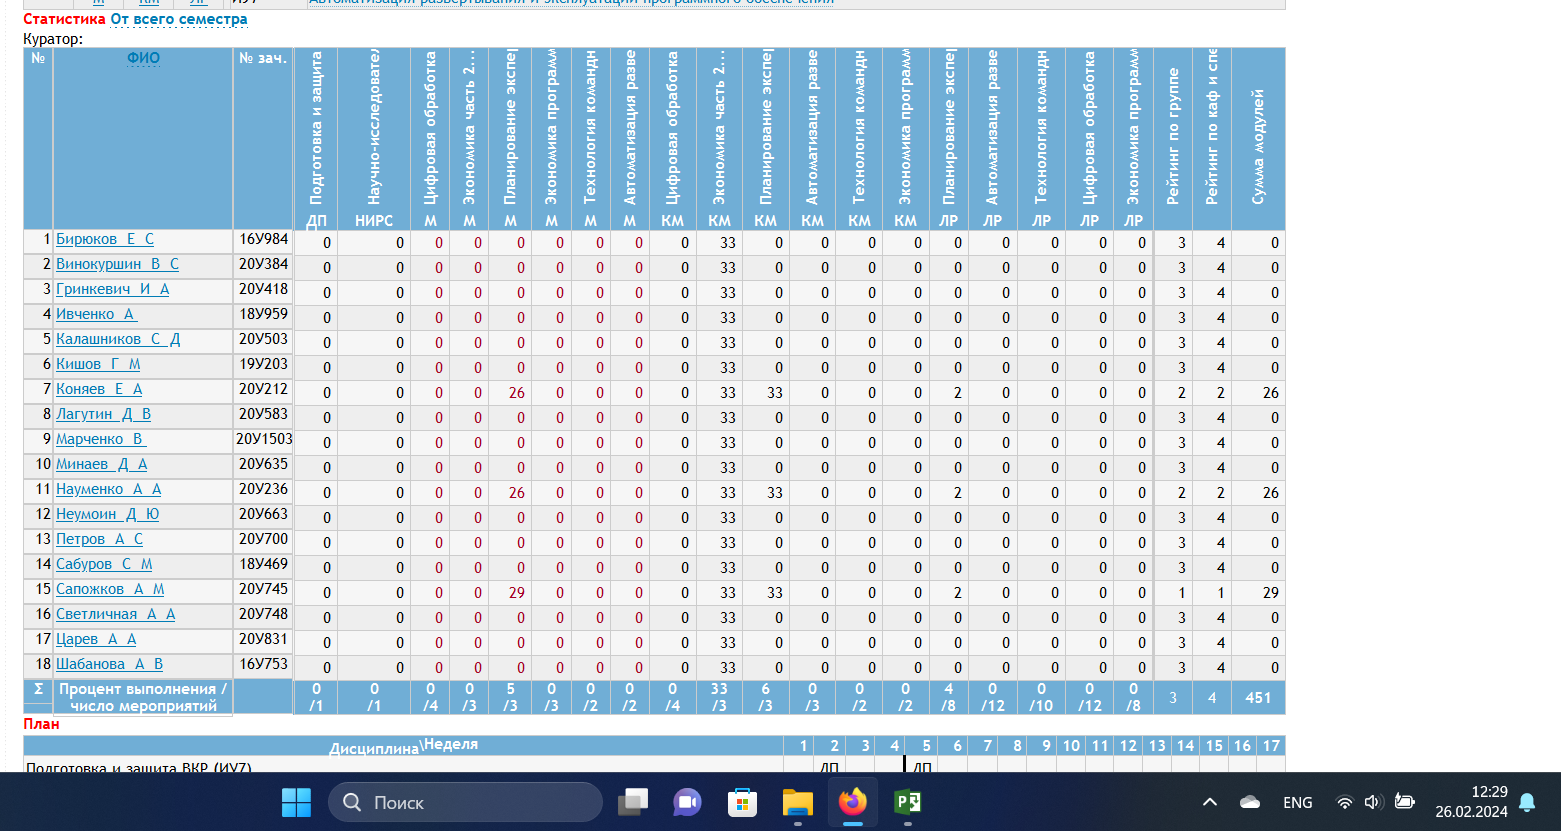 М КМ ЛР ИУ7 Автоматизация развертывания и эксплуатации программного обеспечения
Статистика От всего семестра
Куратор:
№ ФИО № зач. Подготовка и защита Научно-исследовател Цифровая обработка Экономика часть 2... Планирование экспер Экономика программ Технология командн Автоматизация разве Цифровая обработка Экономика часть 2... Планирование экспер Автоматизация разве Технология командн Экономика програм Планирование экспер Автоматизация разве Технология командн Цифровая обработка Экономика програм Рейтинг по группе Рейтинг по каф и спе Сумма модулей
ДП НИРС М М М М М М КМ КМ КМ КМ КМ КМ ЛР ЛР ЛР ЛР ЛР
1 Бирюков Е С 16У984 0 0 0 0 0 0 0 0 0 33 0 0 0 0 0 0 0 0 0 3 4 0
2 Винокуршин В С 20У384 0 0 0 0 0 0 0 0 0 33 0 0 0 0 0 0 0 0 0 3 4 0
3 Гринкевич И А 20У418 0 0 0 0 0 0 0 0 0 33 0 0 0 0 0 0 0 0 0 3 4 0
4 Ивченко А 18У959 0 0 0 0 0 0 0 0 0 33 0 0 0 0 0 0 0 0 0 3 4 0
5 Калашников С Д 20У503 0 0 0 0 0 0 0 0 0 33 0 0 0 0 0 0 0 0 0 3 4 0
6 Кишов Г М 19У203 0 0 0 0 0 0 0 0 0 33 0 0 0 0 0 0 0 0 0 3 4 0
7 Коняев Е А 20У212 0 0 0 0 26 0 0 0 0 33 33 0 0 0 2 0 0 0 0 2 2 26
8 Лагутин Д В 20У583 0 0 0 0 0 0 0 0 0 33 0 0 0 0 0 0 0 0 0 3 4 0
9 Марченко В 20У1503 0 0 0 0 0 0 0 0 0 33 0 0 0 0 0 0 0 0 0 3 4 0
10 Минаев Д А 20У635 0 0 0 0 0 0 0 0 0 33 0 0 0 0 0 0 0 0 0 3 4 0
11 Науменко А А 20У236 0 0 0 0 26 0 0 0 0 33 33 0 0 0 2 0 0 0 0 2 2 26
12 Неумоин Д Ю 20У663 0 0 0 0 0 0 0 0 0 33 0 0 0 0 0 0 0 0 0 3 4 0
13 Петров А С 20У700 0 0 0 0 0 0 0 0 0 33 0 0 0 0 0 0 0 0 0 3 4 0
14 Сабуров С М 18У469 0 0 0 0 0 0 0 0 0 33 0 0 0 0 0 0 0 0 0 3 4 0
15 Сапожков А М 20У745 0 0 0 0 29 0 0 0 0 33 33 0 0 0 2 0 0 0 0 1 1 29
16 Светличная А А 20У748 0 0 0 0 0 0 0 0 0 33 0 0 0 0 0 0 0 0 0 3 4 0
17 Царев А А 20У831 0 0 0 0 0 0 0 0 0 33 0 0 0 0 0 0 0 0 0 3 4 0
18 Шабанова А В 16У753 0 0 0 0 0 0 0 0 0 33 0 0 0 0 0 0 0 0 0 3 4 0
Σ Процент выполнения / 0 0 0 0 5 0 0 0 0 33 6 0 0 0 4 0 0 0 0 3 4 451
число мероприятий /1 /1 /4 /3 /3 /3 /2 /2 /4 /3 /3 /3 /2 /2 /8 /12 /10 /12 /8
План
Дисциплина\Неделя 1 2 3 4 5 6 7 8 9 10 11 12 13 14 15 16 17
Подготовка и защита ВКР (ИУ7) ДП ДП
Поиск ENG 12:29
26.02.2024